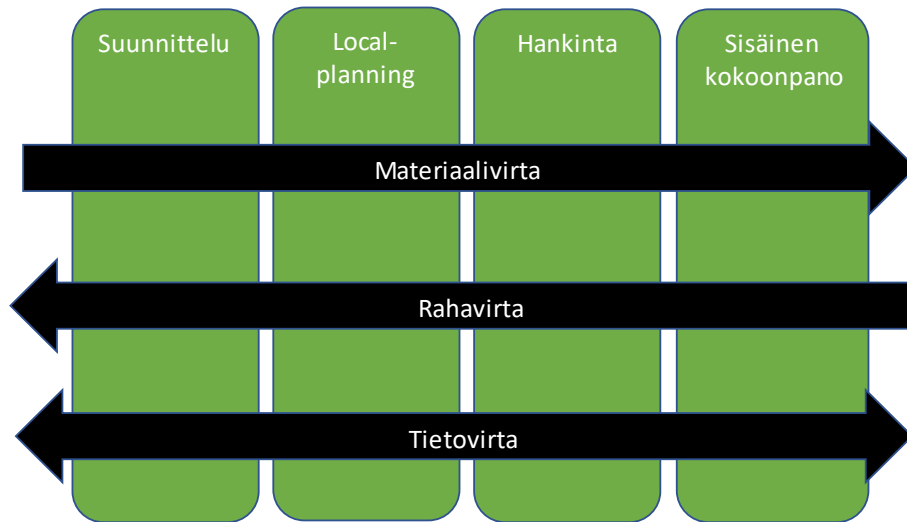 Suunnittelu
Local-
planning
Hankinta
Sisäinen
kokoonpano
Materiaalivirta
Rahavirta
Tietovirta